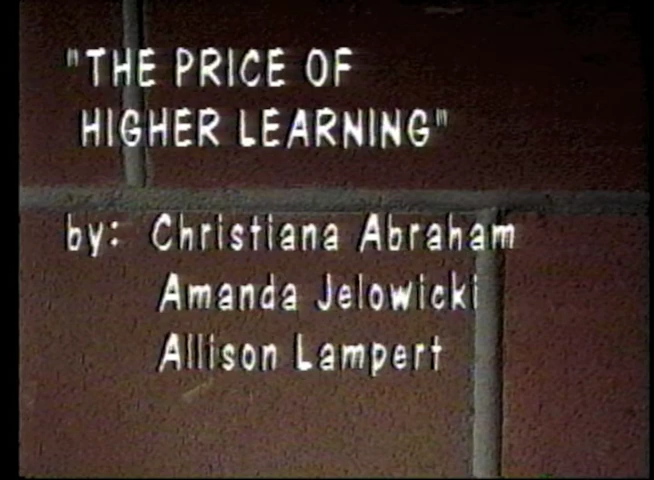 "THE PRICE OF
HIGHER LEARNING"
by: Christiana Abraham
Amanda Jelowicki
Allison Lampert